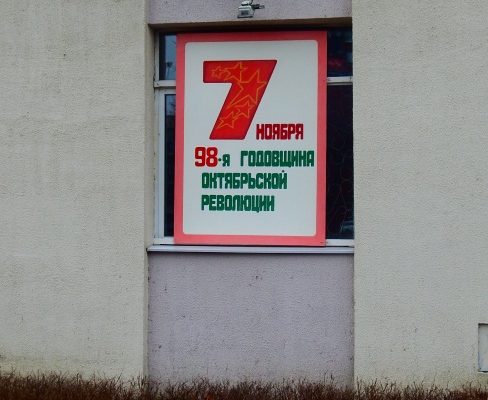 7
НОЯБРЯ
98-я ГОДОВЩИНА
ОКТЯБРЬСКОЙ
РЕВОЛЮЦИИ